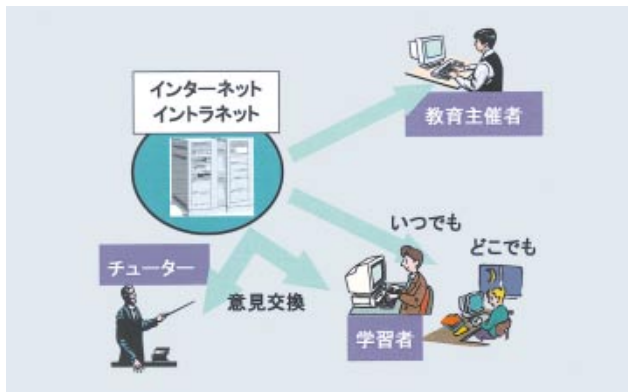 インターネット
イントラネット
教育主催者
いつでも
どこでも
チューター
意見交換
学習者